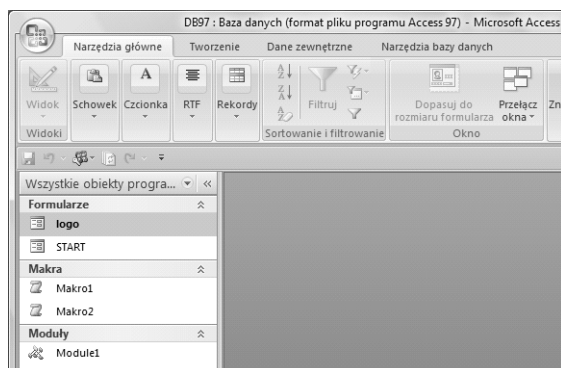 DB97 : Baza danych (format pliku programu Access 97) - Microsoft Access
Narzędzia główne Tworzenie Dane zewnętrzne Narzędzia bazy danych
Widok Schowek Czcionka RTF Rekordy Filtruj Dopasuj do rozmiaru formularza Przełącz okna Zn
Widoki Sortowanie i filtrowanie Okno
Wszystkie obiekty progra...
Formularze
logo
START
Makra
Makro1
Makro2
Moduły
Module1